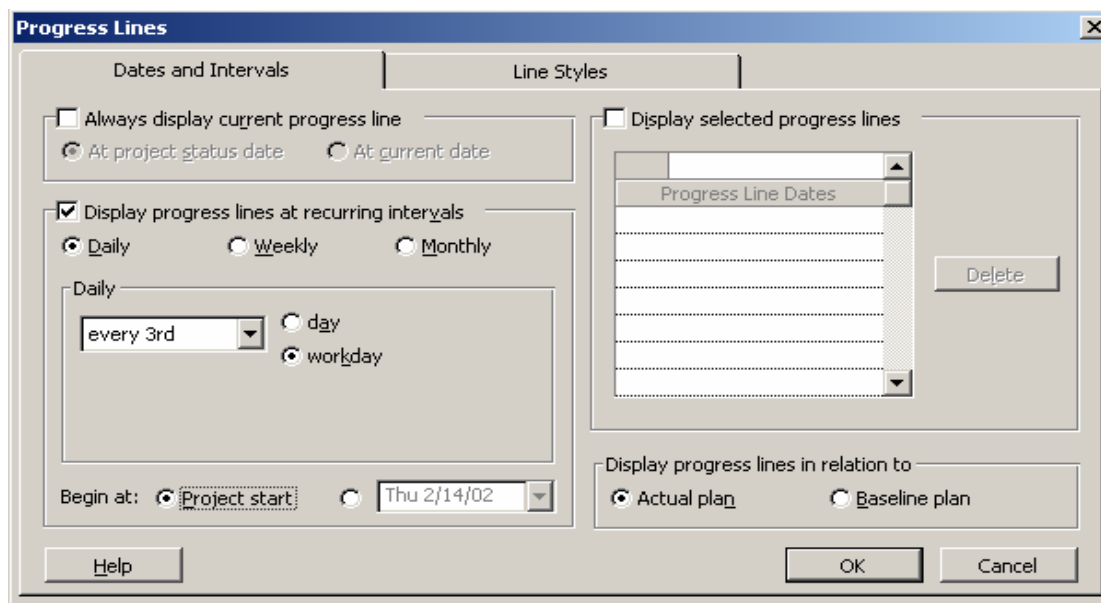 Progress Lines
Dates and Intervals
Line Styles
Always display current progress line
At project status date
At current date
Display progress lines at recurring intervals
Daily
Weekly
Monthly
Daily
every 3rd
day
workday
Begin at:
Project start
Thu 2/14/02
Display selected progress lines
Progress Line Dates
Delete
Display progress lines in relation to
Actual plan
Baseline plan
Help
OK
Cancel